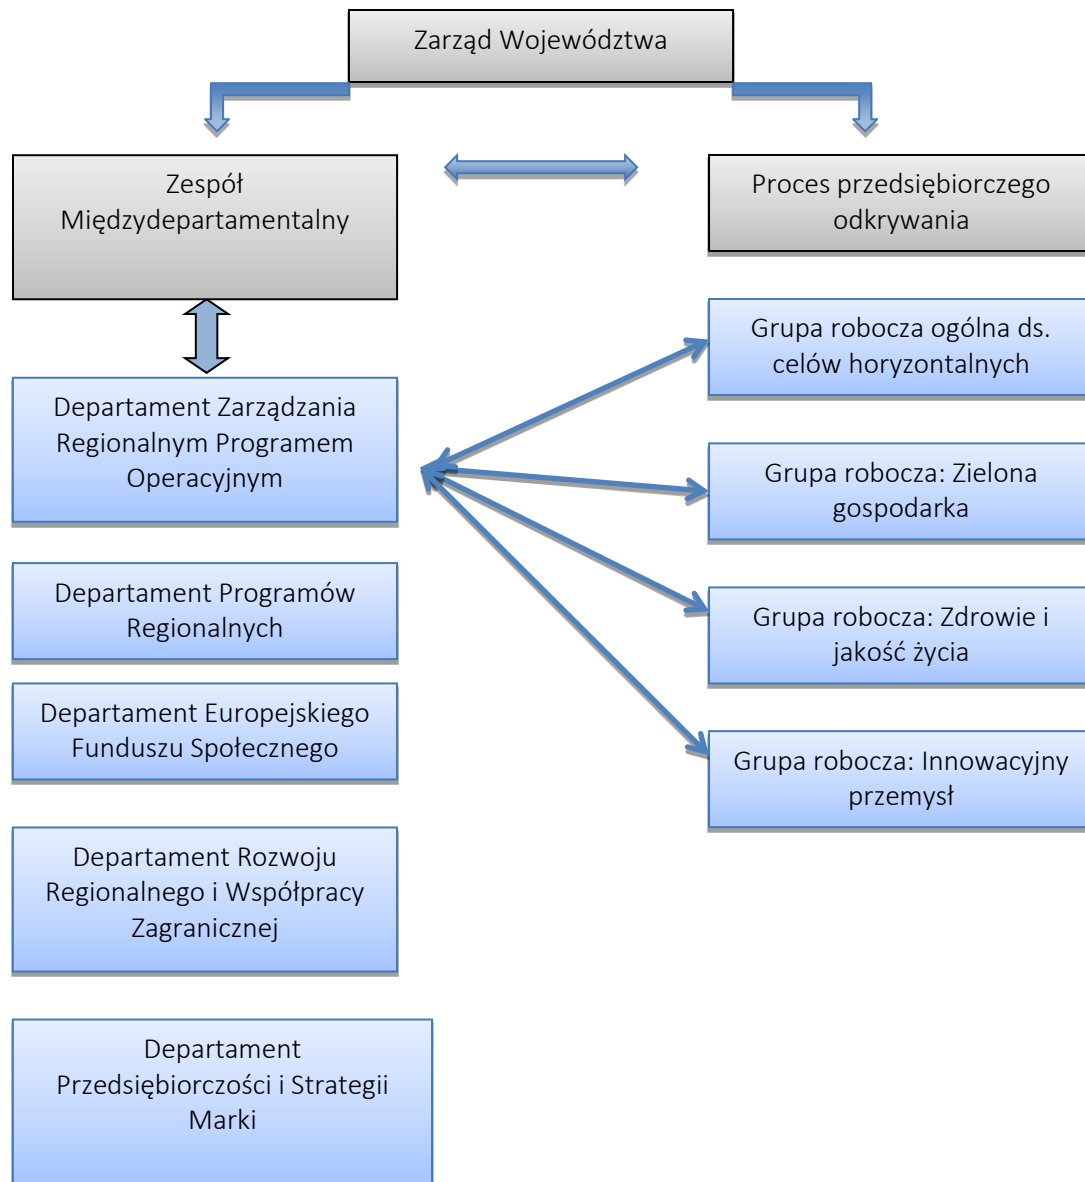 Zarząd Województwa
Zespół
Międzydepartamentalny
Proces przedsiębiorczego
odkrywania
Departament Zarządzania
Regionalnym Programem
Operacyjnym
Departament Programów
Regionalnych
Departament Europejskiego
Funduszu Społecznego
Departament Rozwoju
Regionalnego i Współpracy
Zagranicznej
Departament
Przedsiębiorczości i Strategii
Marki
Grupa robocza ogólna ds.
celów horyzontalnych
Grupa robocza: Zielona
gospodarka
Grupa robocza: Zdrowie i
jakość życia
Grupa robocza: Innowacyjny
przemysł